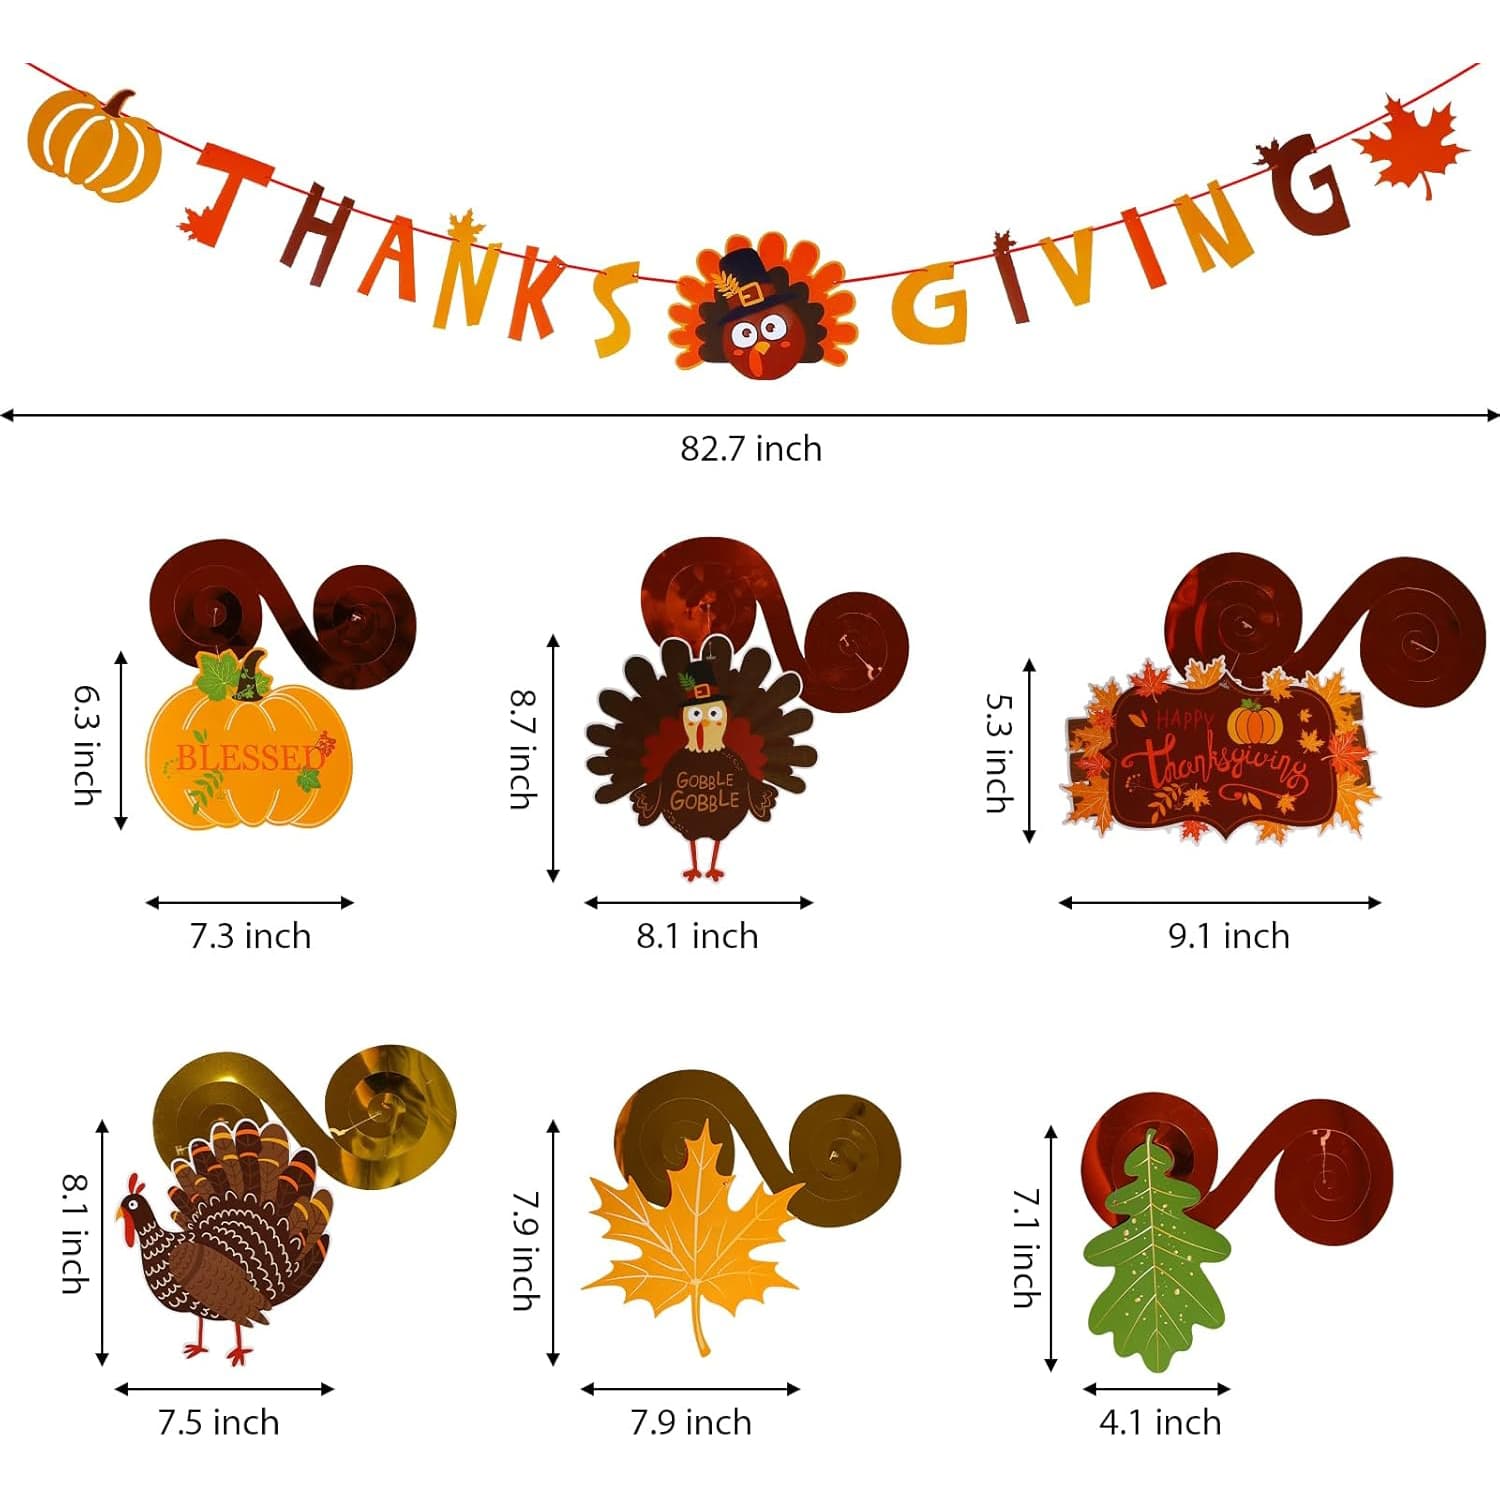 THANKS GIVING
82.7 inch
6.3 inch
BLESSED
7.3 inch
8.7 inch
GOBBLE
GOBBLE
8.1 inch
5.3 inch
HAPPY
Thanksgiving
9.1 inch
8.1 inch
7.5 inch
7.9 inch
7.9 inch
7.1 inch
4.1 inch